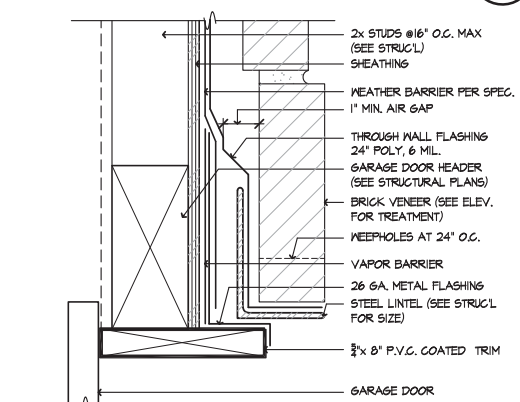 2x STUDS @16" O.C. MAX
(SEE STRUC'L)
SHEATHING
WEATHER BARRIER PER SPEC.
1" MIN. AIR GAP
THROUGH WALL FLASHING
24" POLY, 6 MIL.
GARAGE DOOR HEADER
(SEE STRUCTURAL PLANS)
BRICK VENEER (SEE ELEV.
FOR TREATMENT)
WEEPHOLES AT 24" O.C.
VAPOR BARRIER
26 GA. METAL FLASHING
STEEL LINTEL (SEE STRUC'L
FOR SIZE)
5/4"x 8" P.V.C. COATED TRIM
GARAGE DOOR